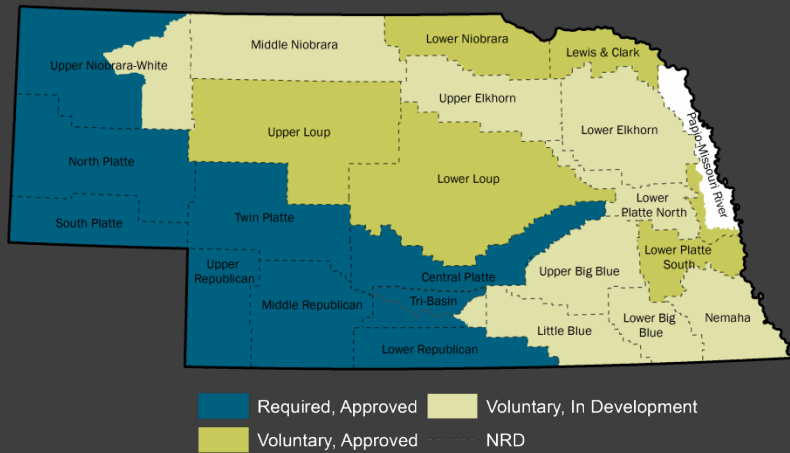 Middle Niobrara
Lower Niobrara
Lewis & Clark
Upper Niobrara-White
Upper Elkhorn
Lower Elkhorn
Papio-Missouri River
Upper Loup
North Platte
Lower Loup
Lower
Platte North
Twin Platte
South Platte
Lower Platte
South
Upper
Republican
Central Platte
Upper Big Blue
Middle Republican
Tri-Basin
Little Blue
Lower Big
Blue
Nemaha
Lower Republican
Required, Approved
Voluntary, In Development
Voluntary, Approved
NRD